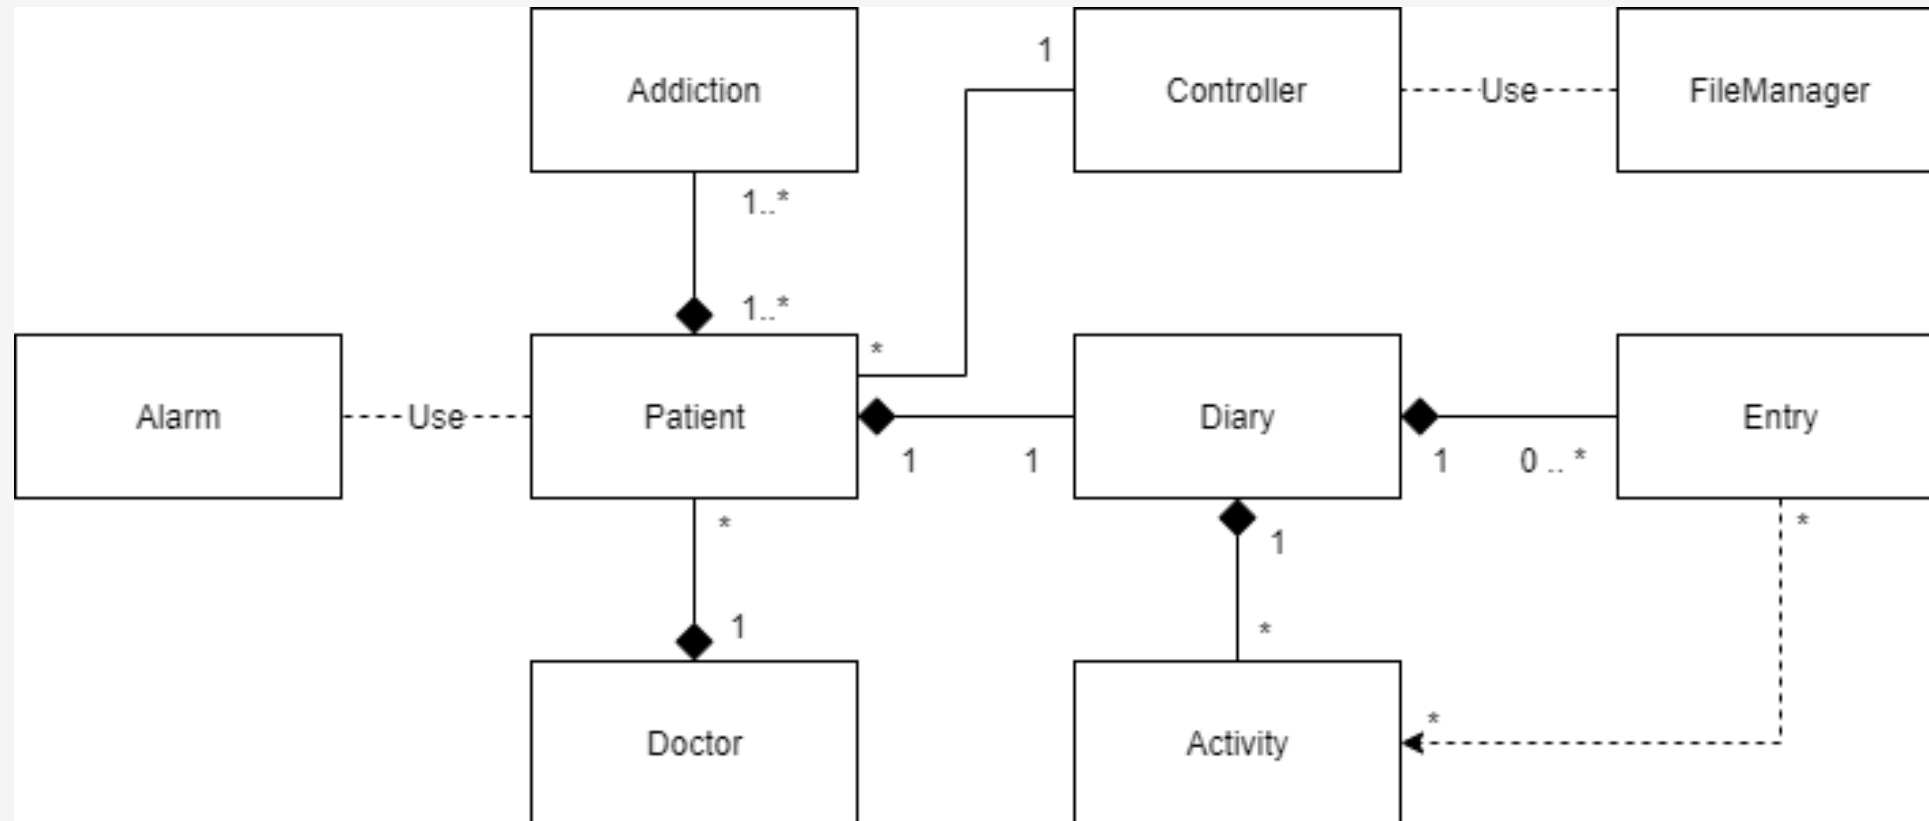 Addiction
1
Controller
Use
FileManager
1..*
1..*
*
Alarm
Use
Patient
1
1
Diary
1
0 .. *
Entry
*
1
*
1
*
*
Doctor
Activity